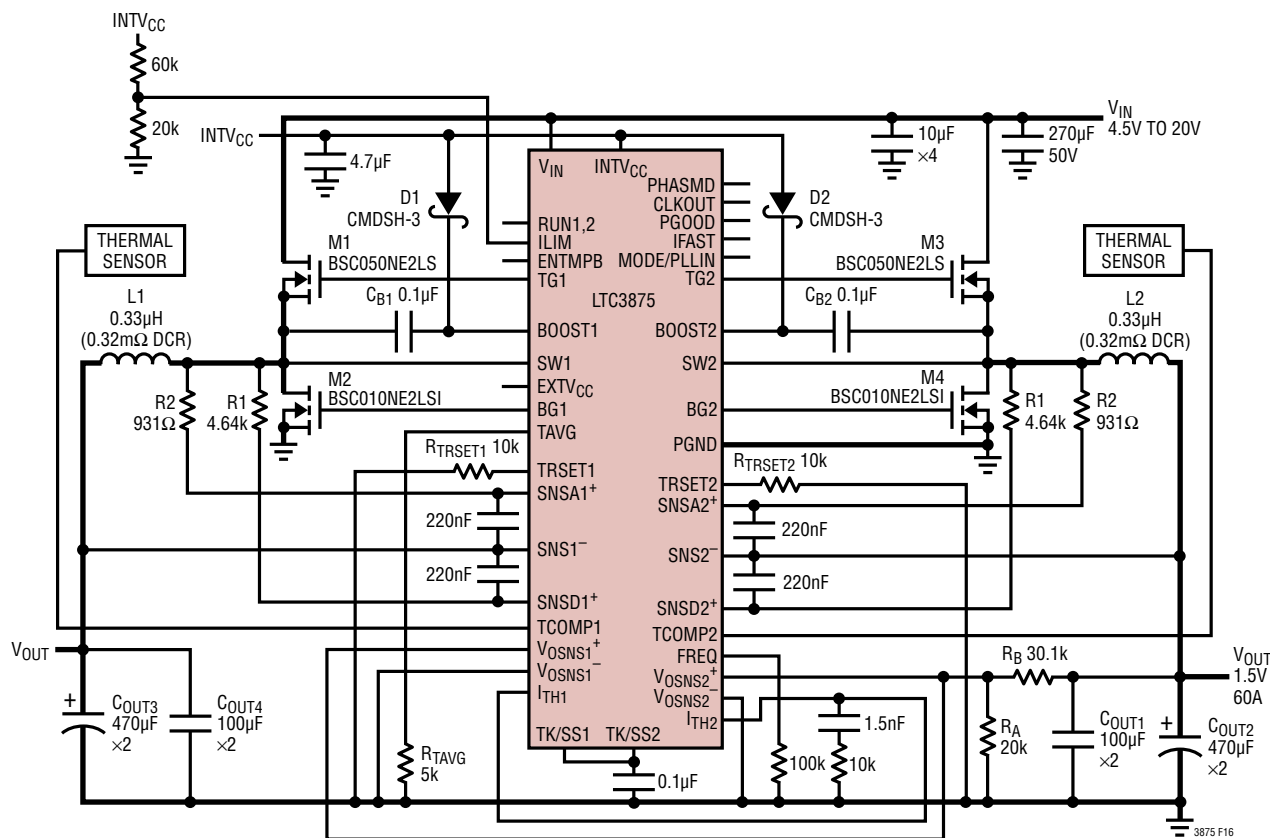 INTVCC
60k
20k
INTVCC
4.7µF
D1
CMDSH-3
VIN
INTVCC
10µF
×4
270µF
50V
VIN
4.5V TO 20V
PHASMD
CLKOUT
PGOOD
IFAST
MODE/PLLIN
TG2
D2
CMDSH-3
RUN1,2
ILIM
ENTMPB
TG1
THERMAL
SENSOR
M1
BSC050NE2LS
M3
BSC050NE2LS
THERMAL
SENSOR
LTC3875
L1
0.33µH
(0.32mΩ DCR)
CB1 0.1µF
BOOST1
BOOST2
CB2 0.1µF
L2
0.33µH
(0.32mΩ DCR)
SW1
SW2
EXTVCC
R2
931Ω
R1
4.64k
M2
BSC010NE2LSI
BG1
BG2
M4
BSC010NE2LSI
R1
4.64k
R2
931Ω
TAVG
PGND
RTRSET1 10k
TRSET1
TRSET2
RTRSET2 10k
SNSA1+
SNSA2+
220nF
220nF
SNS1–
SNS2–
220nF
220nF
SNSD1+
SNSD2+
TCOMP1
TCOMP2
VOUT
VOSNS1+
VOSNS1–
ITH1
FREQ
VOSNS2+
VOSNS2–
ITH2
RB 30.1k
VOUT
1.5V
60A
+
COUT3
470µF
×2
COUT4
100µF
×2
RTAVG
5k
TK/SS1
TK/SS2
0.1µF
100k
1.5nF
10k
RA
20k
COUT1
100µF
×2
+
COUT2
470µF
×2
3875 F16